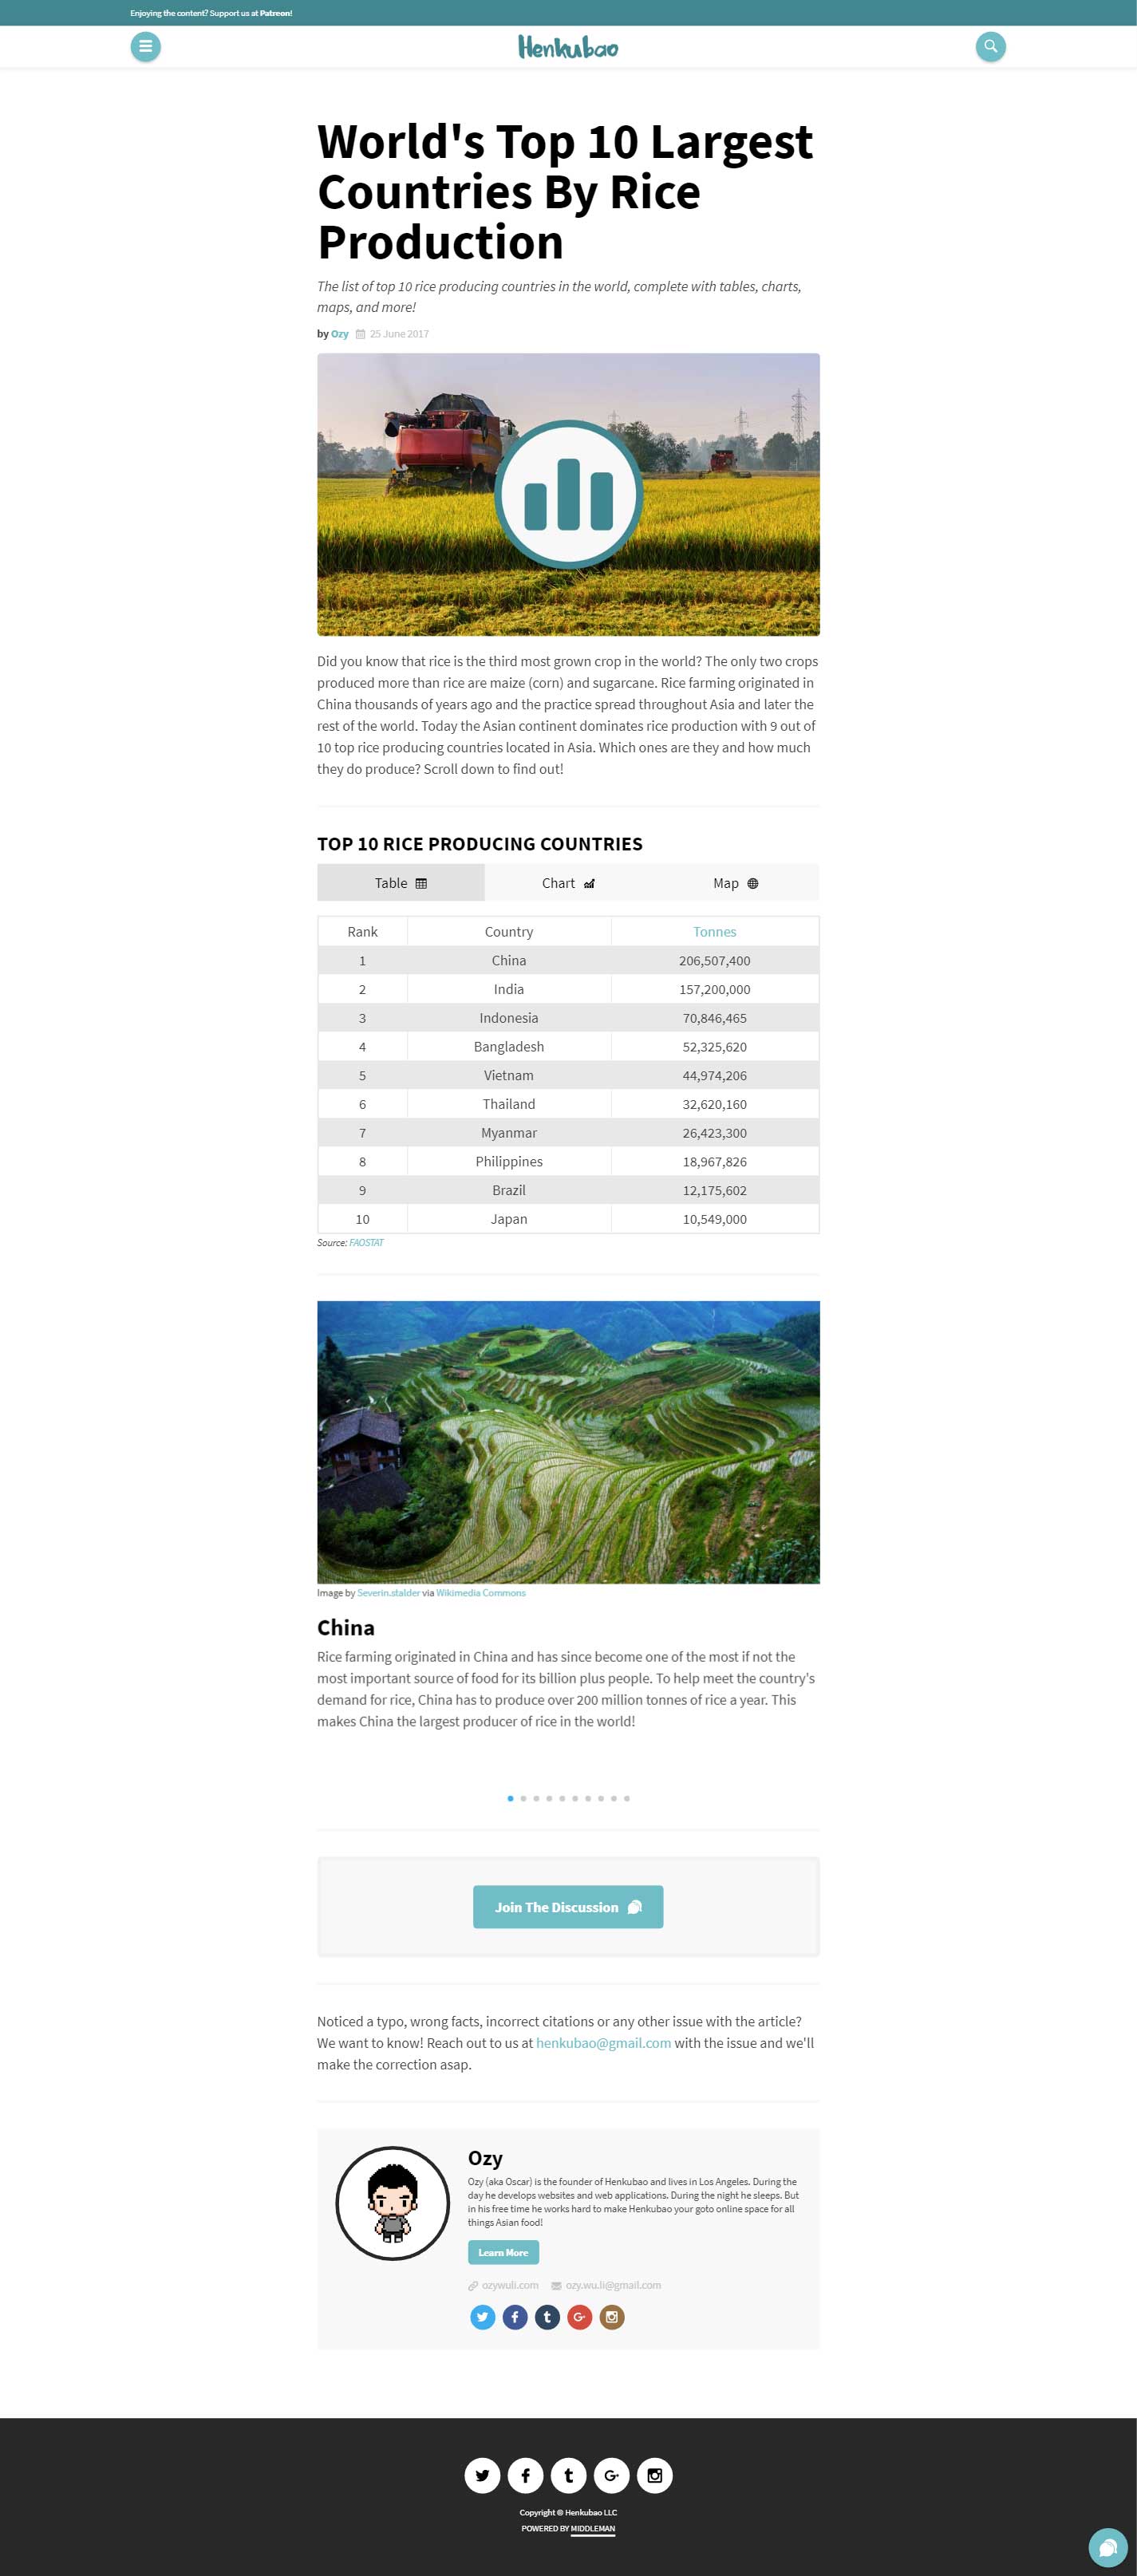 Enjoying the content? Support us at Patreon!
Henkubao
World's Top 10 Largest
Countries By Rice
Production
The list of top 10 rice producing countries in the world, complete with tables, charts,
maps, and more!
by Ozy 25 June 2017
Did you know that rice is the third most grown crop in the world? The only two crops
produced more than rice are maize (corn) and sugarcane. Rice farming originated in
China thousands of years ago and the practice spread throughout Asia and later the
rest of the world. Today the Asian continent dominates rice production with 9 out of
10 top rice producing countries located in Asia. Which ones are they and how much
they do produce? Scroll down to find out!
TOP 10 RICE PRODUCING COUNTRIES
Table Chart Map
Rank Country Tonnes
1 China 206,507,400
2 India 157,200,000
3 Indonesia 70,846,465
4 Bangladesh 52,325,620
5 Vietnam 44,974,206
6 Thailand 32,620,160
7 Myanmar 26,423,300
8 Philippines 18,967,826
9 Brazil 12,175,602
10 Japan 10,549,000
Source: FAOSTAT
Image by Severin.stalder via Wikimedia Commons
China
Rice farming originated in China and has since become one of the most if not the
most important source of food for its billion plus people. To help meet the country's
demand for rice, China has to produce over 200 million tonnes of rice a year. This
makes China the largest producer of rice in the world!
Join The Discussion
Noticed a typo, wrong facts, incorrect citations or any other issue with the article?
We want to know! Reach out to us at henkubao@gmail.com with the issue and we'll
make the correction asap.
Ozy
Ozy (aka Oscar) is the founder of Henkubao and lives in Los Angeles. During the
day he develops websites and web applications. During the night he sleeps. But
in his free time he works hard to make Henkubao your goto online space for all
things Asian food!
Learn More
ozywuli.com ozy.wu.li@gmail.com
Copyright © Henkubao LLC
POWERED BY MIDDLEMAN